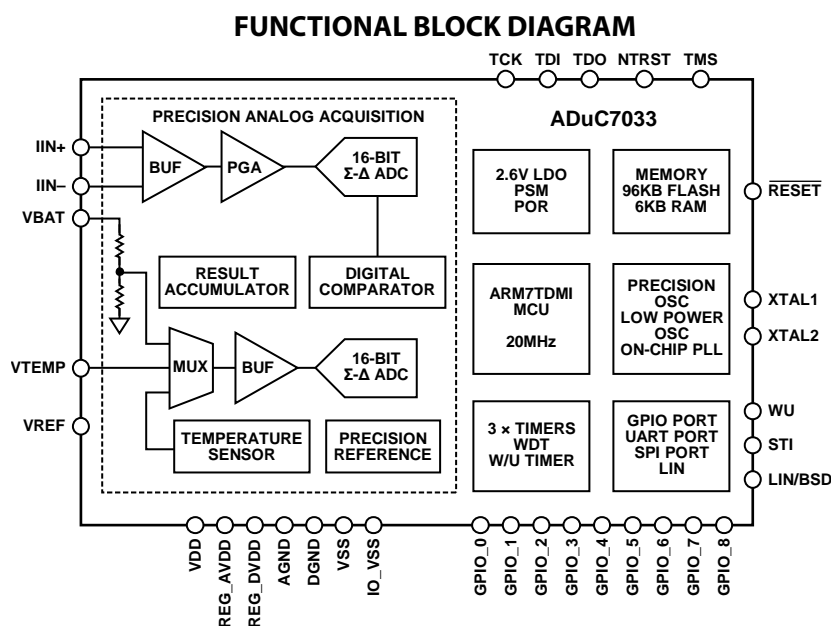 FUNCTIONAL BLOCK DIAGRAM
TCK TDI TDO NTRST TMS
PRECISION ANALOG ACQUISITION
ADuC7033
IIN+
IIN–
VBAT
VTEMP
VREF
BUF
PGA
16-BIT
Σ-Δ ADC
RESULT
ACCUMULATOR
DIGITAL
COMPARATOR
MUX
BUF
16-BIT
Σ-Δ ADC
TEMPERATURE
SENSOR
PRECISION
REFERENCE
2.6V LDO
PSM
POR
MEMORY
96KB FLASH
6KB RAM
ARM7TDMI
MCU
20MHz
PRECISION
OSC
LOW POWER
OSC
ON-CHIP PLL
3 × TIMERS
WDT
W/U TIMER
GPIO PORT
UART PORT
SPI PORT
LIN
RESET
XTAL1
XTAL2
WU
STI
LIN/BSD
VDD
REG_AVDD
REG_DVDD
AGND
DGND
VSS
IO_VSS
GPIO_0
GPIO_1
GPIO_2
GPIO_3
GPIO_4
GPIO_5
GPIO_6
GPIO_7
GPIO_8